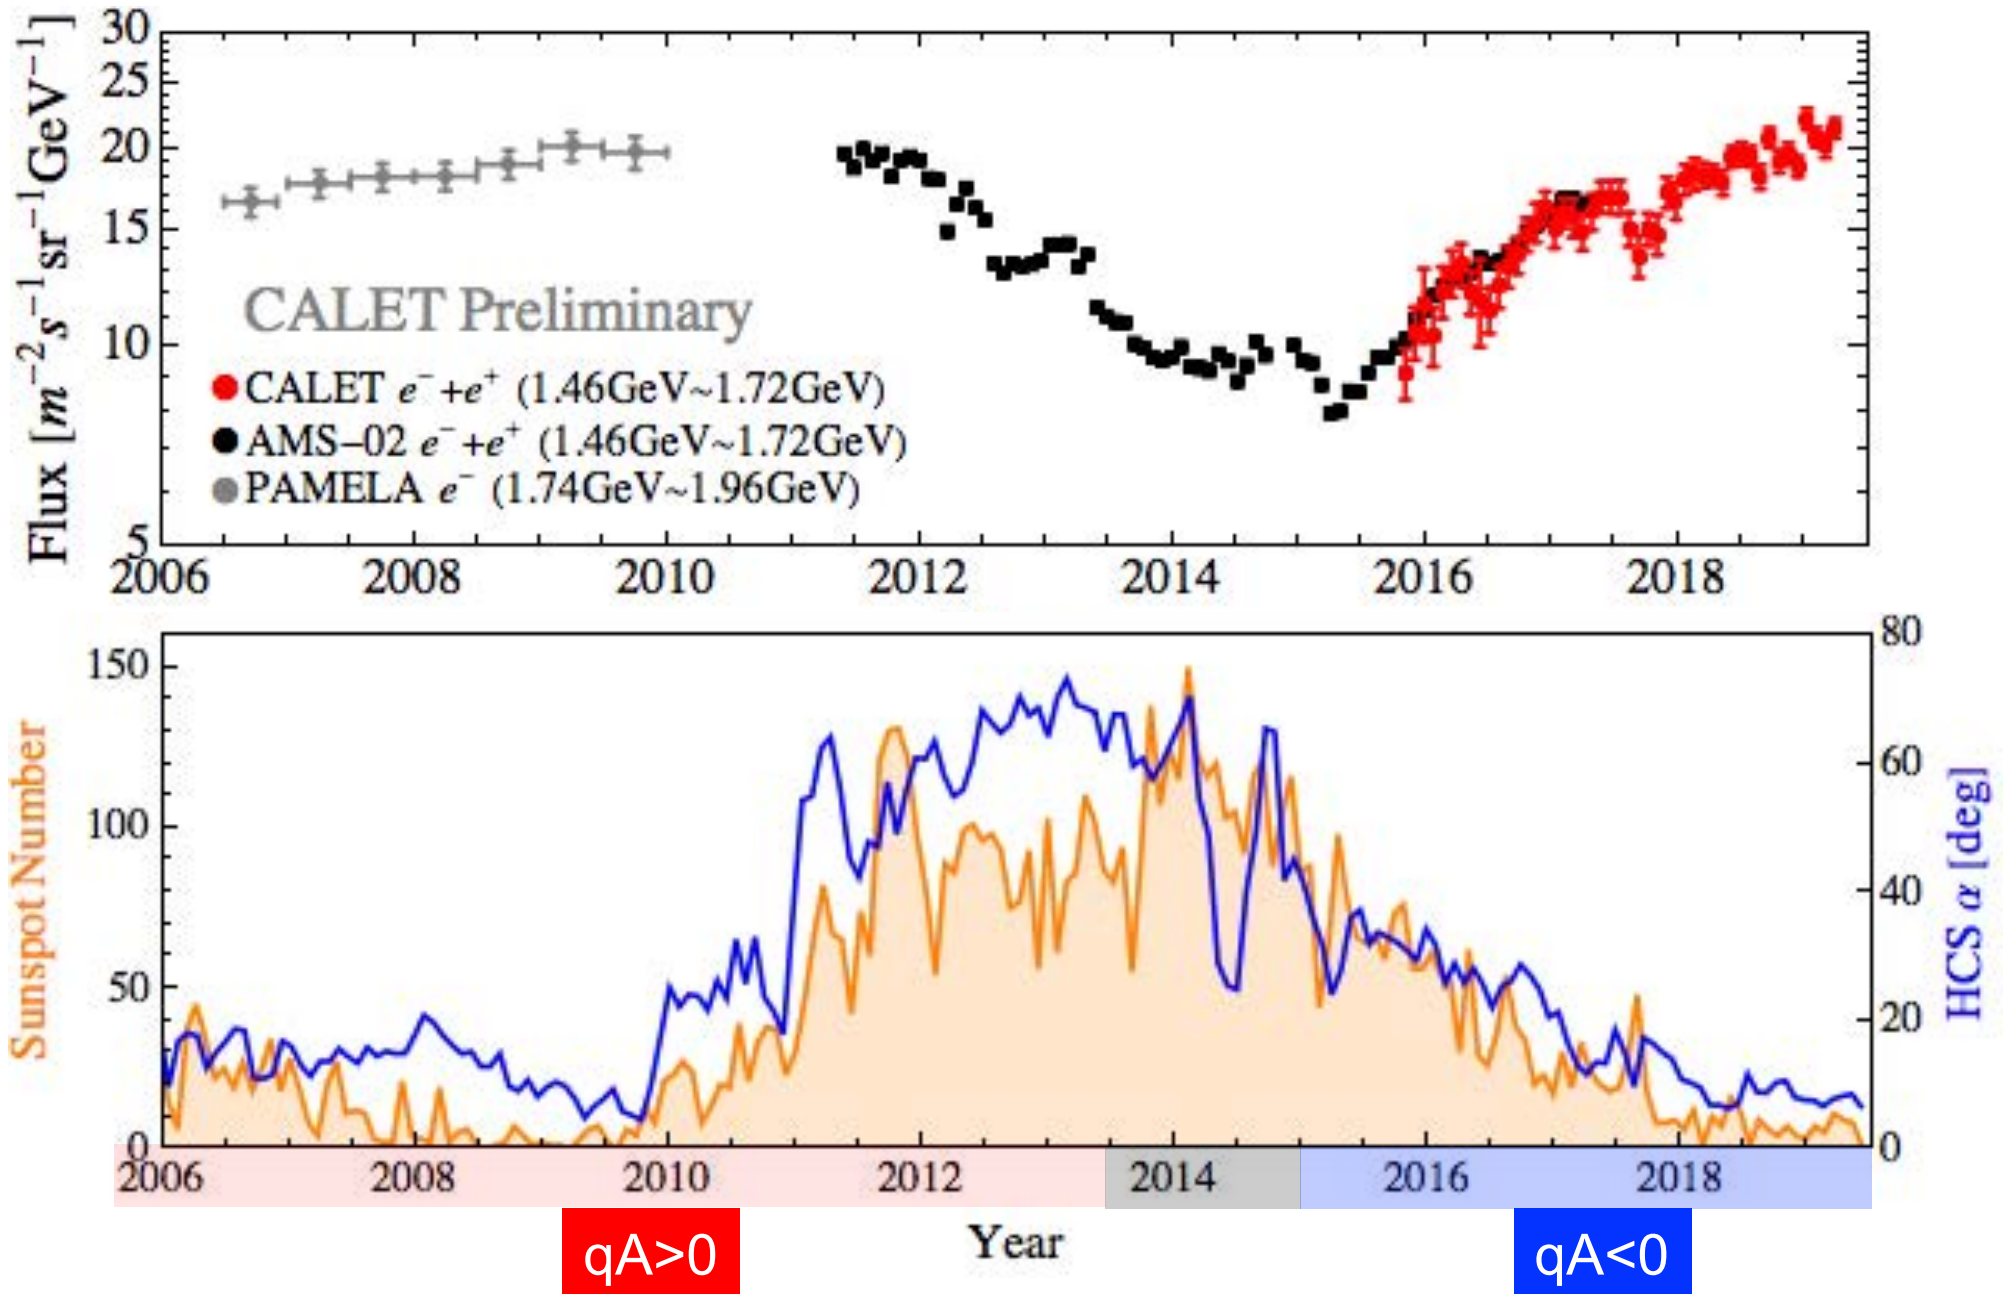 30
25
20
15
10
5
Flux [m⁻²s⁻¹sr⁻¹GeV⁻¹]
CALET Preliminary
CALET e⁻+e⁺ (1.46GeV~1.72GeV)
AMS−02 e⁻+e⁺ (1.46GeV~1.72GeV)
PAMELA e⁻ (1.74GeV~1.96GeV)
2006 2008 2010 2012 2014 2016 2018
150
100
50
0
Sunspot Number
80
60
40
20
0
HCS α [deg]
2006 2008 2010 2012 2014 2016 2018
Year
qA>0
qA<0